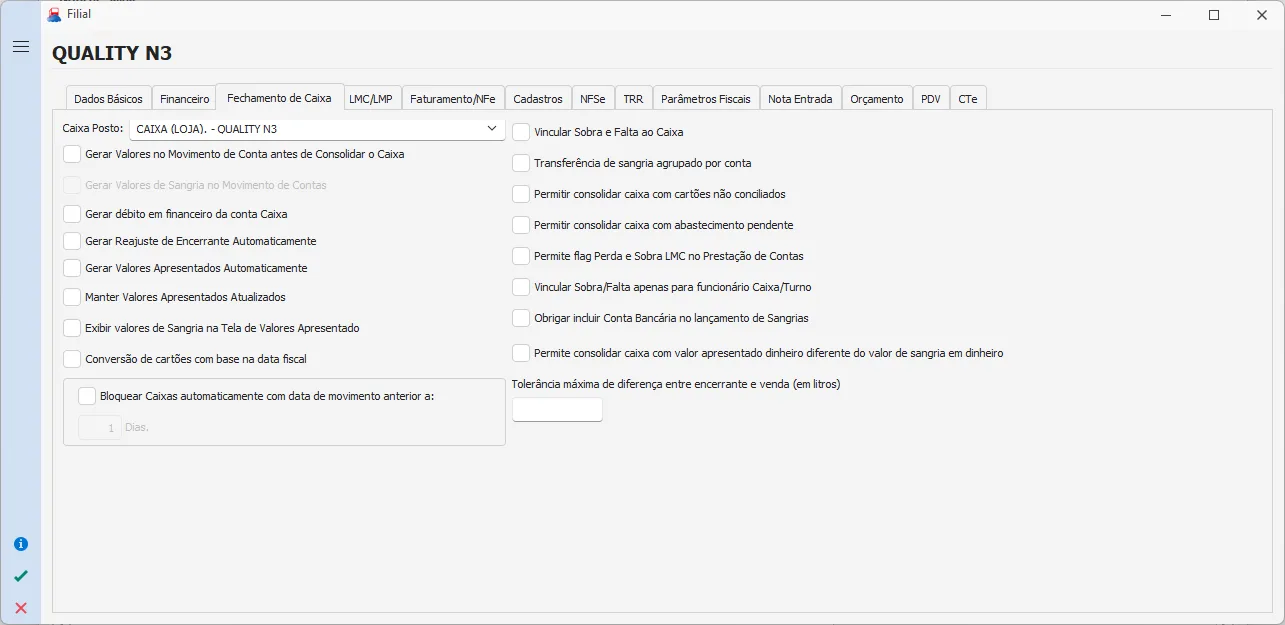 Filial
QUALITY N3
Dados Básicos Financeiro Fechamento de Caixa LMC/LMP Faturamento/NFe Cadastros NFSe TRR Parâmetros Fiscais Nota Entrada Orçamento PDV CTe
Caixa Posto: CAIXA (LOJA). - QUALITY N3
Gerar Valores no Movimento de Conta antes de Consolidar o Caixa
Gerar Valores de Sangria no Movimento de Contas
Gerar débito em financeiro da conta Caixa
Gerar Reajuste de Encerrante Automaticamente
Gerar Valores Apresentados Automaticamente
Manter Valores Apresentados Atualizados
Exibir valores de Sangria na Tela de Valores Apresentado
Conversão de cartões com base na data fiscal
Bloquear Caixas automaticamente com data de movimento anterior a:
1 Dias.
Vincular Sobra e Falta ao Caixa
Transferência de sangria agrupado por conta
Permitir consolidar caixa com cartões não conciliados
Permitir consolidar caixa com abastecimento pendente
Permite flag Perda e Sobra LMC no Prestação de Contas
Vincular Sobra/Falta apenas para funcionário Caixa/Turno
Obrigar incluir Conta Bancária no lançamento de Sangrias
Permite consolidar caixa com valor apresentado dinheiro diferente do valor de sangria em dinheiro
Tolerância máxima de diferença entre encerrante e venda (em litros)